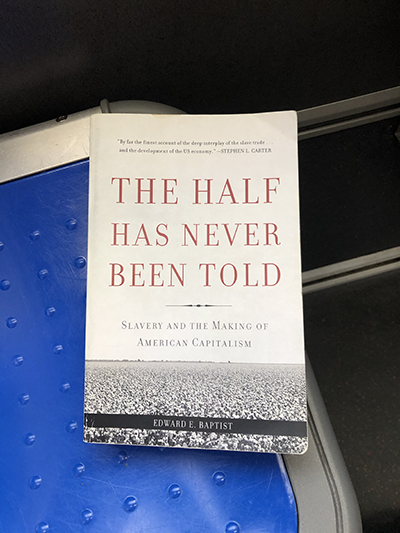 "By far the finest account of the deep interplay of the slave trade
and the development of the US economy." —STEPHEN L. CARTER
THE HALF
HAS NEVER
BEEN TOLD
SLAVERY AND THE MAKING OF
AMERICAN CAPITALISM
EDWARD E. BAPTIST